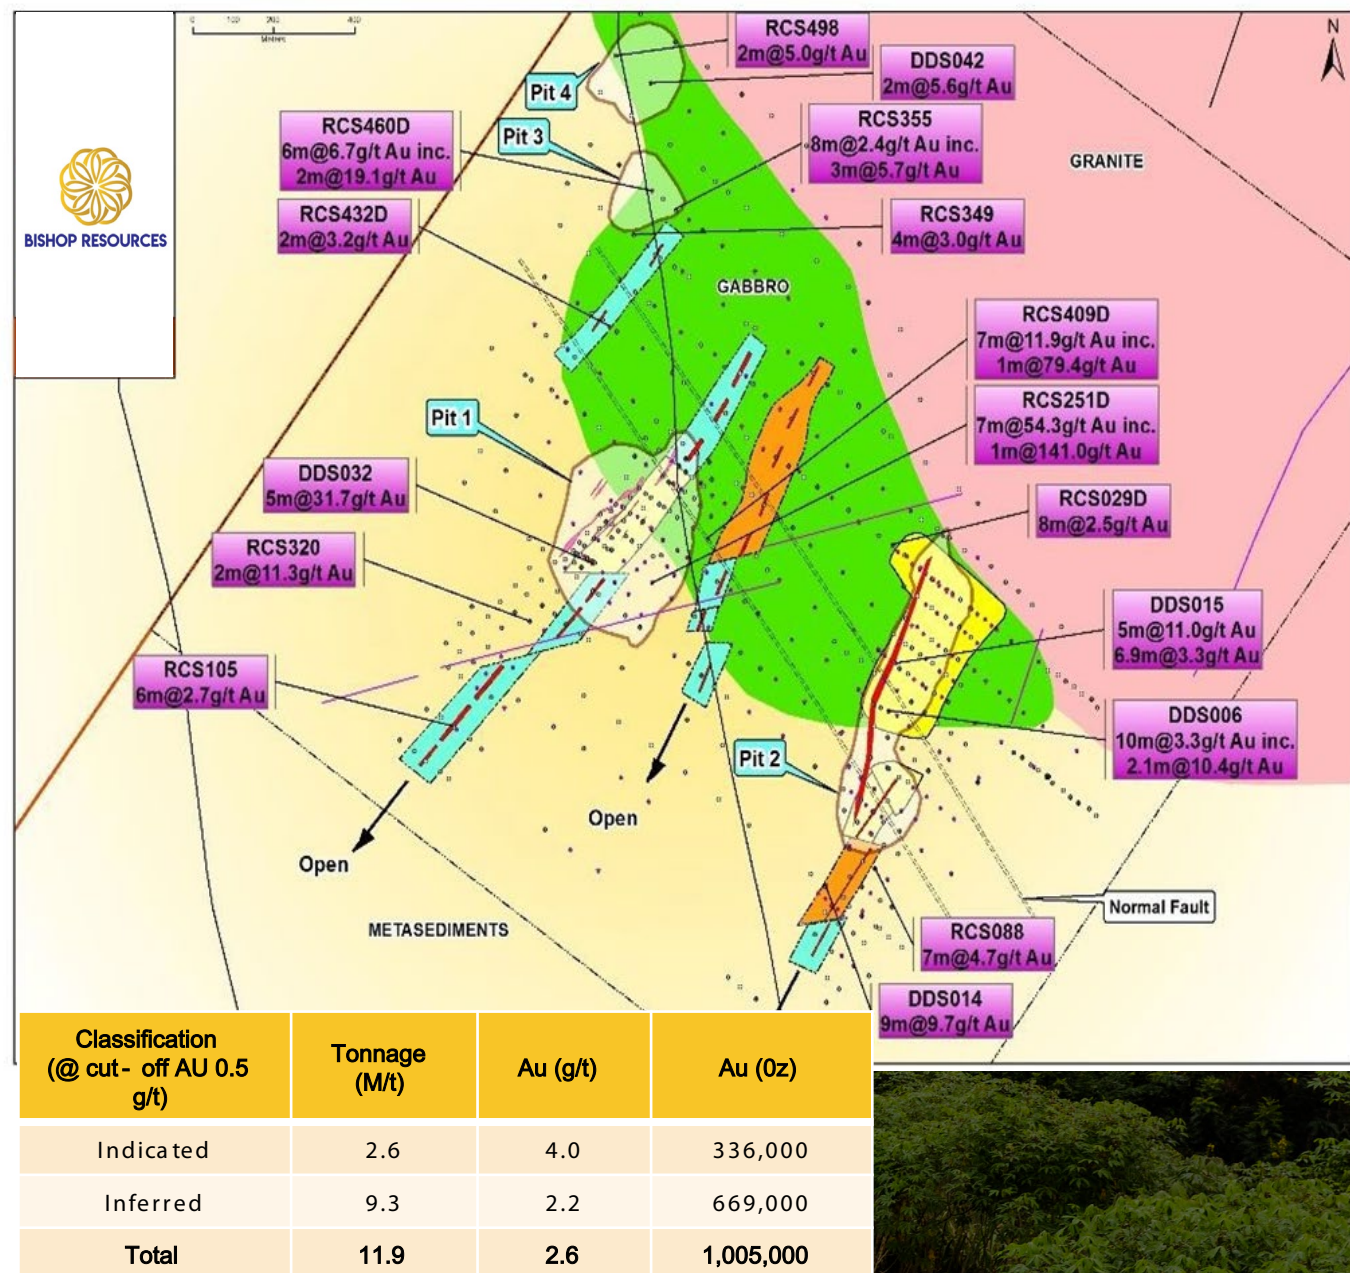 0 100 200 400
Meters
N
BISHOP RESOURCES
RCS498
2m@5.0g/t Au
DDS042
2m@5.6g/t Au
Pit 4
RCS460D
6m@6.7g/t Au inc.
2m@19.1g/t Au
Pit 3
RCS355
8m@2.4g/t Au inc.
3m@5.7g/t Au
GRANITE
RCS432D
2m@3.2g/t Au
RCS349
4m@3.0g/t Au
GABBRO
RCS409D
7m@11.9g/t Au inc.
1m@79.4g/t Au
RCS251D
7m@54.3g/t Au inc.
1m@141.0g/t Au
Pit 1
DDS032
5m@31.7g/t Au
RCS029D
8m@2.5g/t Au
RCS320
2m@11.3g/t Au
DDS015
5m@11.0g/t Au
6.9m@3.3g/t Au
RCS105
6m@2.7g/t Au
DDS006
10m@3.3g/t Au inc.
2.1m@10.4g/t Au
Pit 2
Open
Open
Normal Fault
METASEDIMENTS
RCS088
7m@4.7g/t Au
DDS014
9m@9.7g/t Au
Classification (@ cut - off AU 0.5 g/t) Tonnage (M/t) Au (g/t) Au (0z)
Indicated 2.6 4.0 336,000
Inferred 9.3 2.2 669,000
Total 11.9 2.6 1,005,000